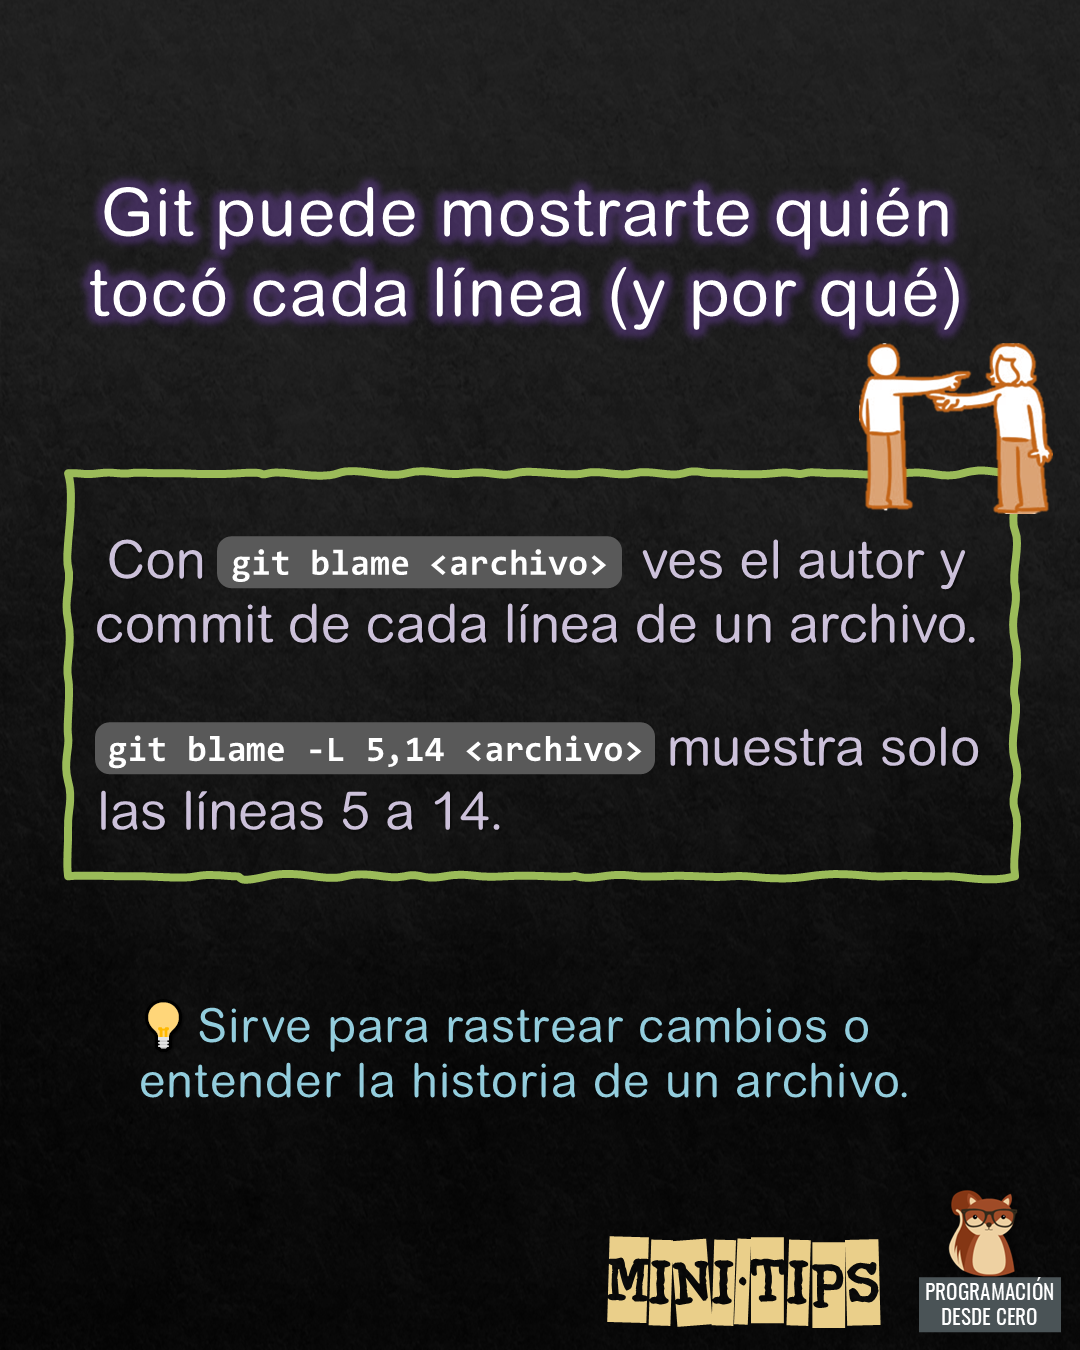 Git puede mostrarte quién
tocó cada línea (y por qué)
Con git blame <archivo> ves el autor y
commit de cada línea de un archivo.
git blame -L 5,14 <archivo> muestra solo
las líneas 5 a 14.
💡 Sirve para rastrear cambios o
entender la historia de un archivo.
MINI·TIPS
PROGRAMACIÓN
DESDE CERO